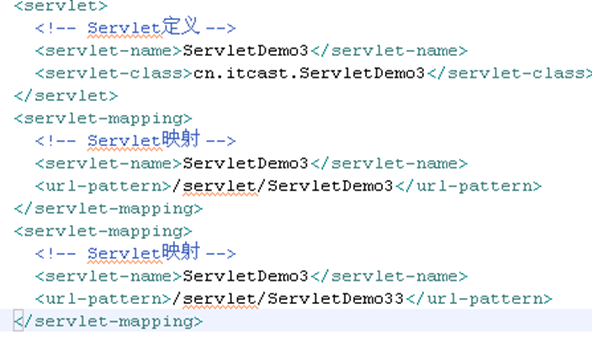 <servlet>
<!-- Servlet定义 -->
<servlet-name>ServletDemo3</servlet-name>
<servlet-class>cn.itcast.ServletDemo3</servlet-class>
</servlet>
<servlet-mapping>
<!-- Servlet映射 -->
<servlet-name>ServletDemo3</servlet-name>
<url-pattern>/servlet/ServletDemo3</url-pattern>
</servlet-mapping>
<servlet-mapping>
<!-- Servlet映射 -->
<servlet-name>ServletDemo3</servlet-name>
<url-pattern>/servlet/ServletDemo33</url-pattern>
</servlet-mapping>